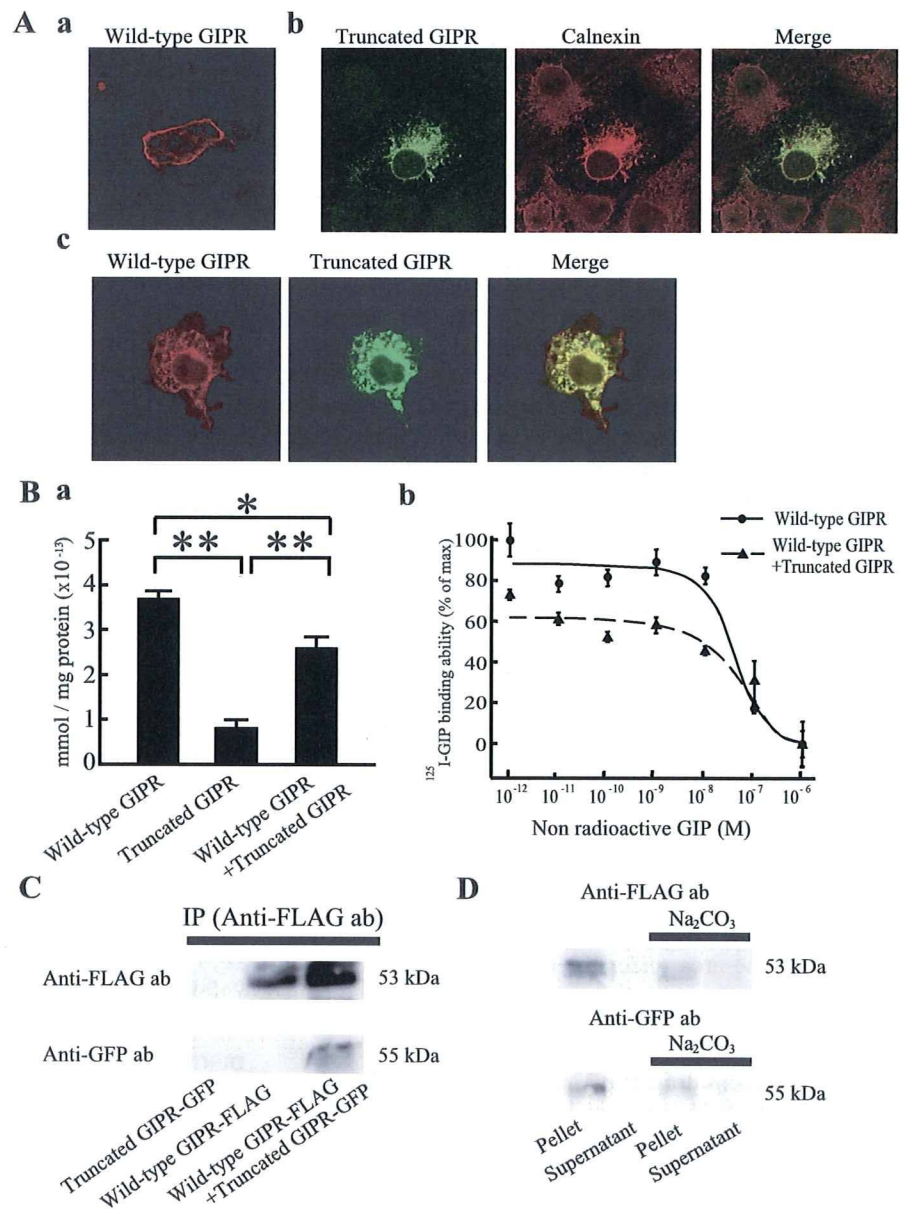 A a b
Wild-type GIPR Truncated GIPR Calnexin Merge
c
Wild-type GIPR Truncated GIPR Merge
B a b
* 
** **
mmol / mg protein (x10⁻¹³)
5
4
3
2
1
0
Wild-type GIPR
Truncated GIPR
Wild-type GIPR
+Truncated GIPR
Wild-type GIPR
Wild-type GIPR
+Truncated GIPR
¹²⁵I-GIP binding ability (% of max)
100
80
60
40
20
0
10⁻¹² 10⁻¹¹ 10⁻¹⁰ 10⁻⁹ 10⁻⁸ 10⁻⁷ 10⁻⁶
Non radioactive GIP (M)
C
IP (Anti-FLAG ab)
Anti-FLAG ab 53 kDa
Anti-GFP ab 55 kDa
Truncated GIPR-GFP
Wild-type GIPR-FLAG
Wild-type GIPR-FLAG
+Truncated GIPR-GFP
D
Anti-FLAG ab
Na₂CO₃
53 kDa
Anti-GFP ab
Na₂CO₃
55 kDa
Pellet
Supernatant
Pellet
Supernatant